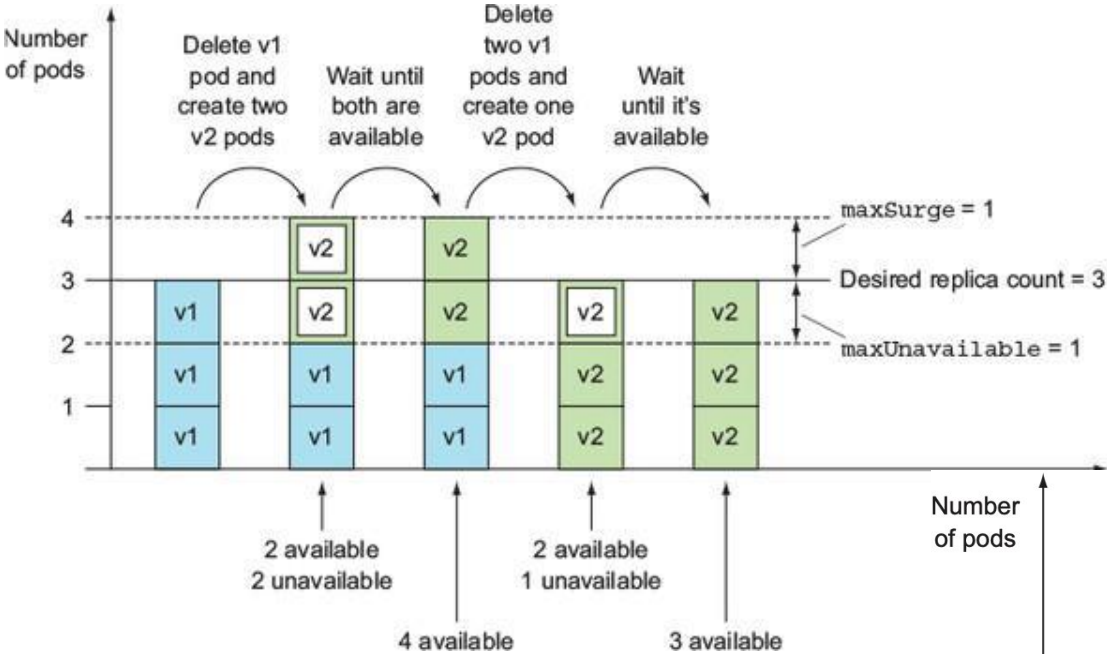 Number
of pods
Delete v1
pod and
create two
v2 pods
Wait until
both are
available
Delete
two v1
pods and
create one
v2 pod
Wait
until it's
available
4
3
2
1
v1
v1
v1
v2
v2
v1
v1
v2
v2
v1
v1
v2
v2
v2
v2
v2
v2
maxSurge = 1
Desired replica count = 3
maxUnavailable = 1
2 available
2 unavailable
4 available
2 available
1 unavailable
3 available
Number
of pods